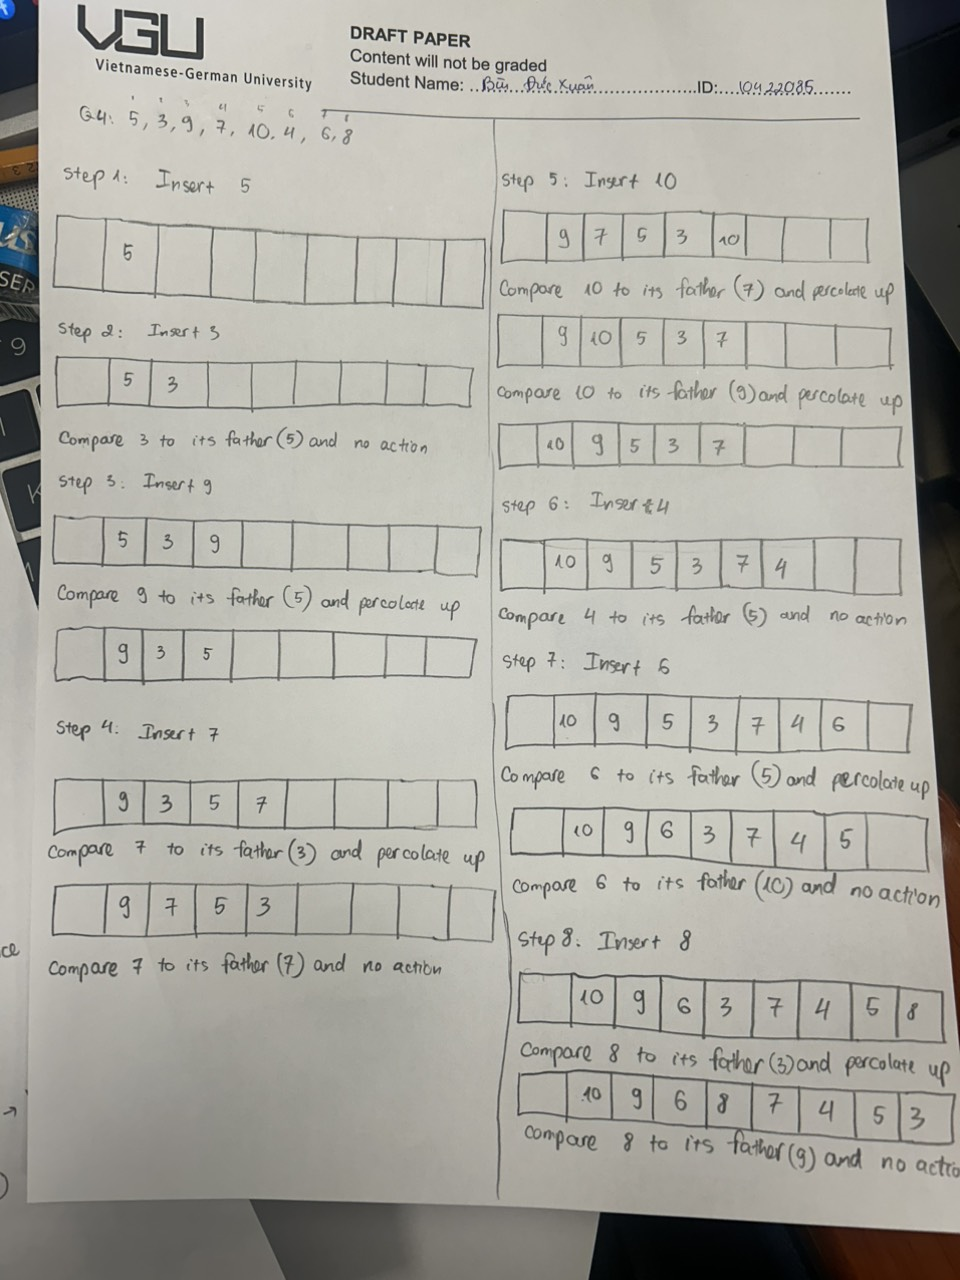 VGU
Vietnamese-German University
DRAFT PAPER
Content will not be graded
Student Name: ..Bùi Đức Xuân..........ID:....10422085.......
1 2 3 4 5 6 7 8
Q4: 5, 3, 9, 7, 10, 4, 6, 8
Step 1: Insert 5
5
Step 2: Insert 3
5 3
Compare 3 to its father (5) and no action
Step 3: Insert 9
5 3 9
Compare 9 to its father (5) and percolate up
9 3 5
Step 4: Insert 7
9 3 5 7
Compare 7 to its father (3) and percolate up
9 7 5 3
Compare 7 to its father (7) and no action
Step 5: Insert 10
9 7 5 3 10
Compare 10 to its father (7) and percolate up
9 10 5 3 7
Compare 10 to its father (9) and percolate up
10 9 5 3 7
Step 6: Insert 4
10 9 5 3 7 4
Compare 4 to its father (5) and no action
Step 7: Insert 6
10 9 5 3 7 4 6
Compare 6 to its father (5) and percolate up
10 9 6 3 7 4 5
Compare 6 to its father (10) and no action
Step 8: Insert 8
10 9 6 3 7 4 5 8
Compare 8 to its father (3) and percolate up
10 9 6 8 7 4 5 3
Compare 8 to its father (9) and no actio